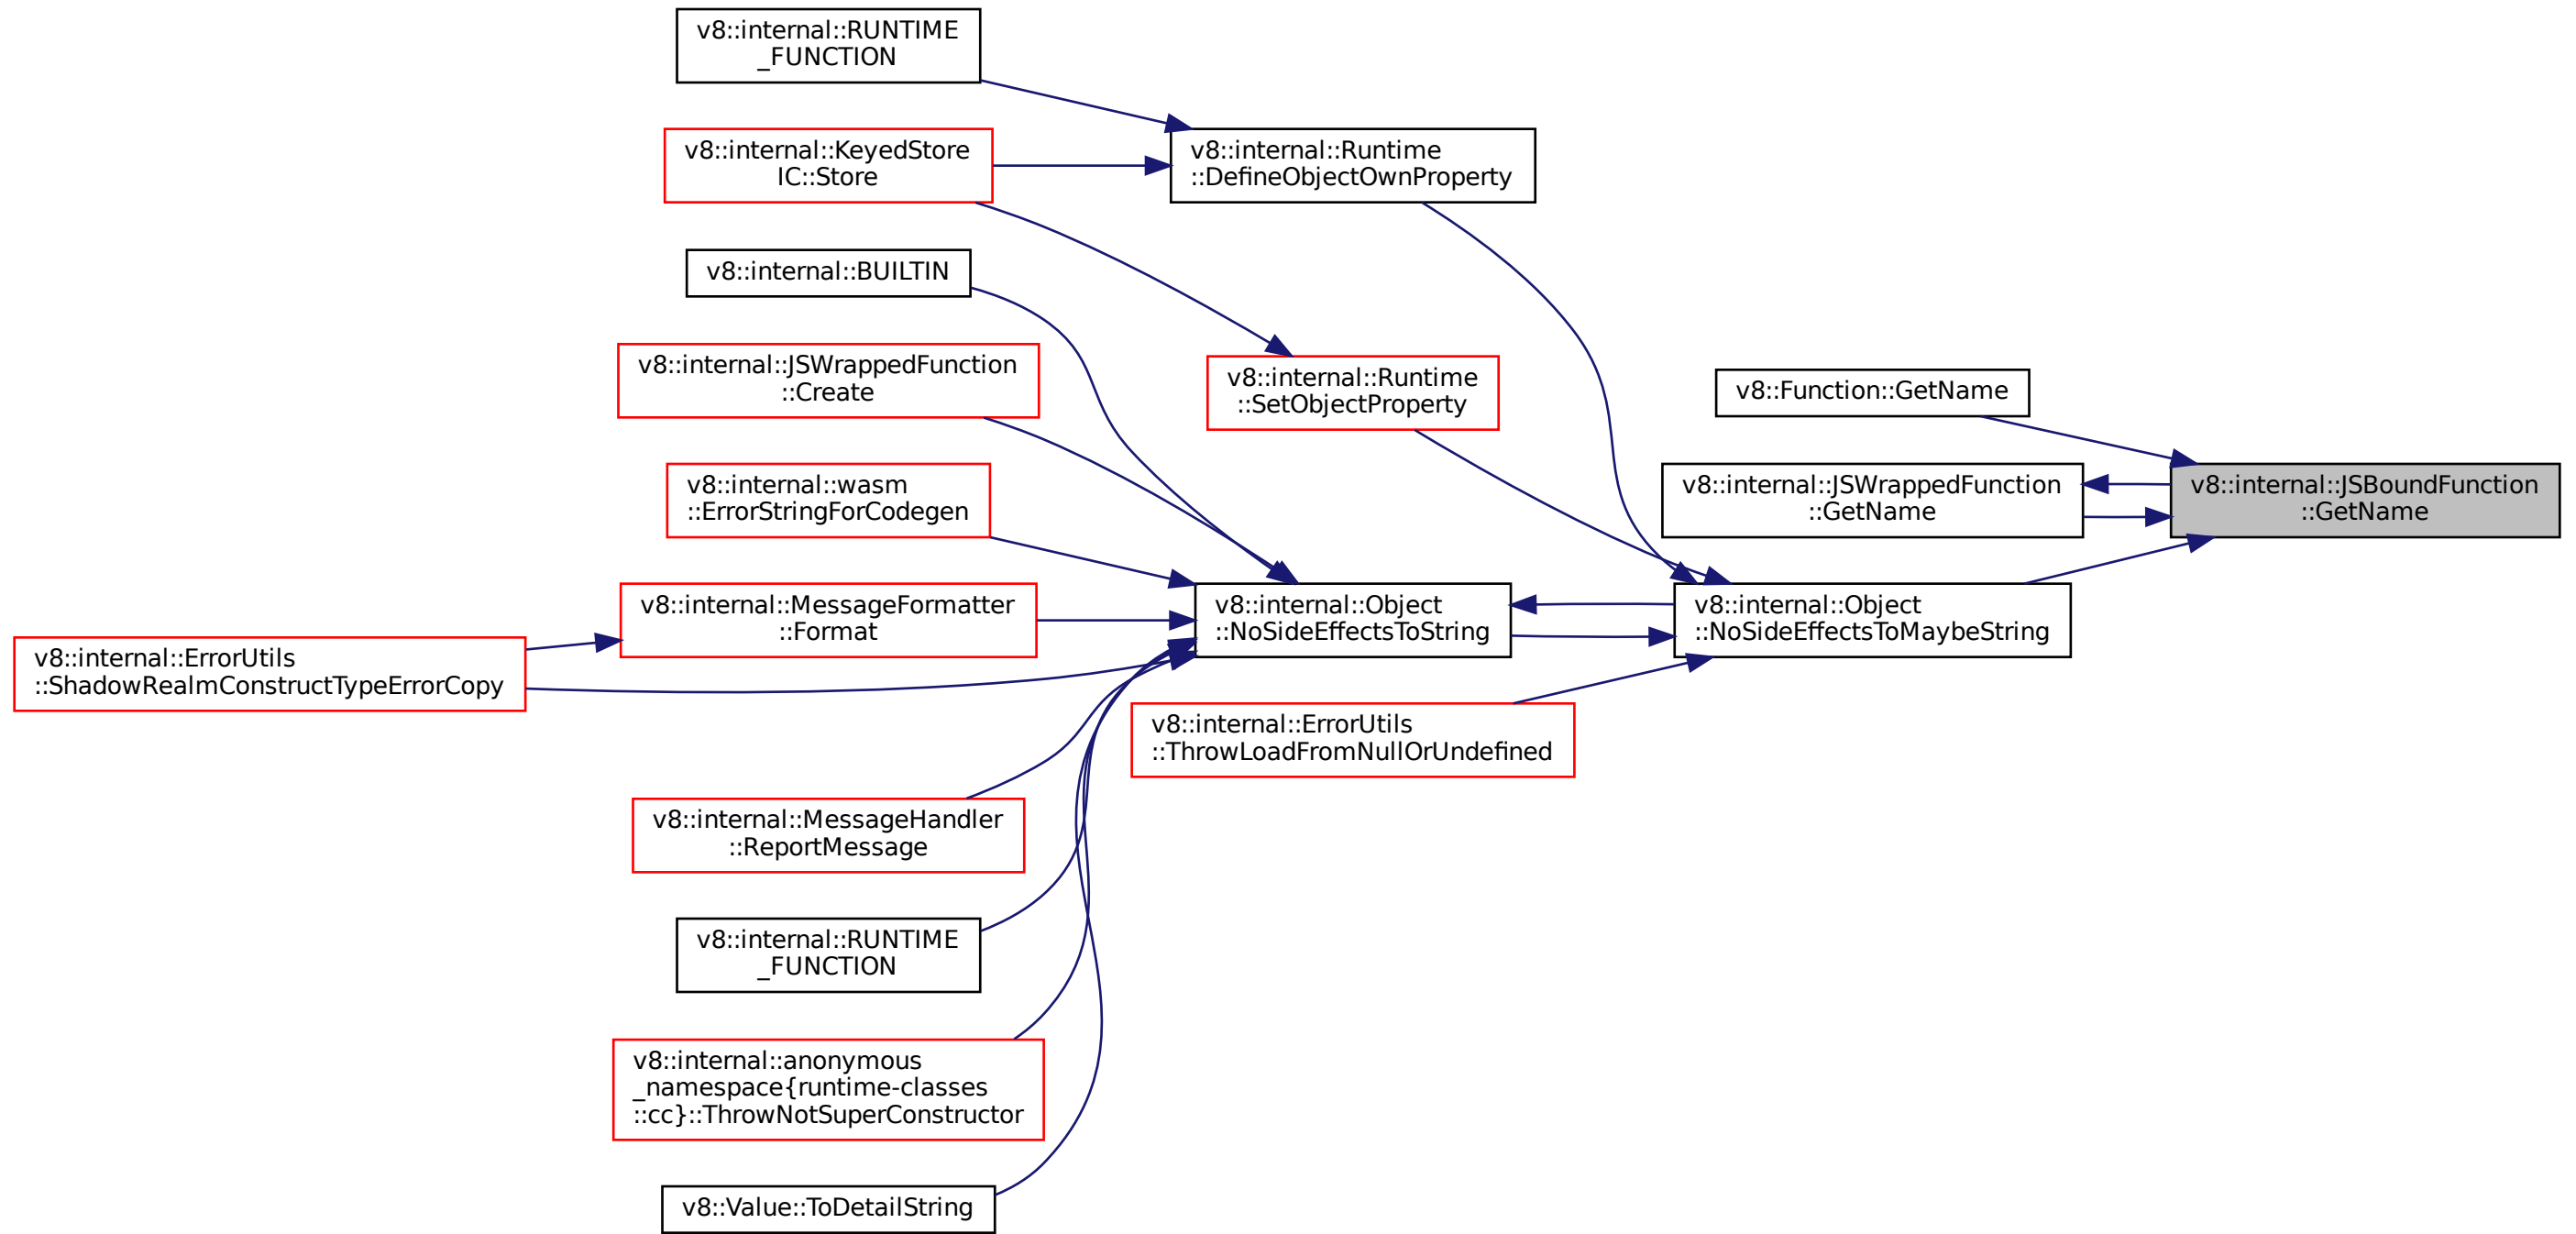 v8::internal::RUNTIME
_FUNCTION
v8::internal::KeyedStore
IC::Store
v8::internal::Runtime
::DefineObjectOwnProperty
v8::internal::BUILTIN
v8::internal::JSWrappedFunction
::Create
v8::internal::Runtime
::SetObjectProperty
v8::Function::GetName
v8::internal::wasm
::ErrorStringForCodegen
v8::internal::JSWrappedFunction
::GetName
v8::internal::JSBoundFunction
::GetName
v8::internal::MessageFormatter
::Format
v8::internal::Object
::NoSideEffectsToString
v8::internal::Object
::NoSideEffectsToMaybeString
v8::internal::ErrorUtils
::ShadowRealmConstructTypeErrorCopy
v8::internal::ErrorUtils
::ThrowLoadFromNullOrUndefined
v8::internal::MessageHandler
::ReportMessage
v8::internal::RUNTIME
_FUNCTION
v8::internal::anonymous
_namespace{runtime-classes
::cc}::ThrowNotSuperConstructor
v8::Value::ToDetailString